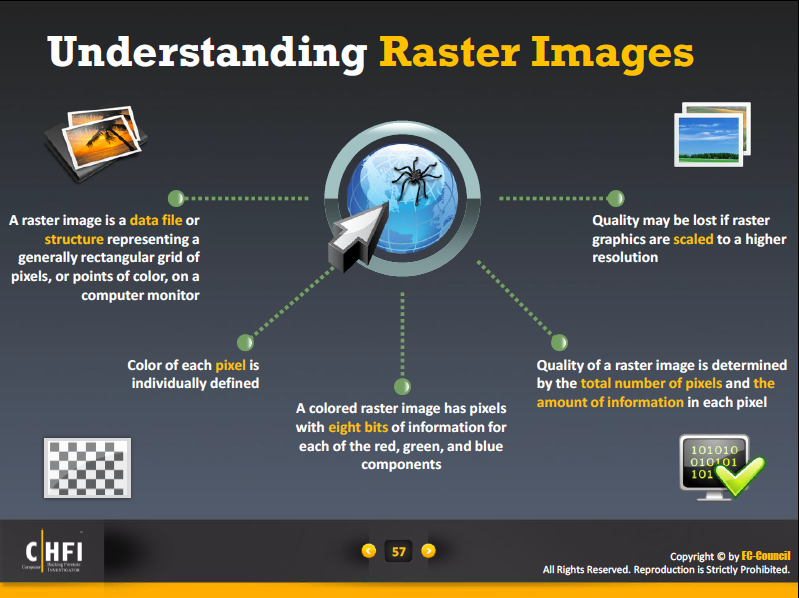 Understanding Raster Images
A raster image is a data file or
structure representing a
generally rectangular grid of
pixels, or points of color, on a
computer monitor
Quality may be lost if raster
graphics are scaled to a higher
resolution
Color of each pixel is
individually defined
Quality of a raster image is determined
by the total number of pixels and the
amount of information in each pixel
A colored raster image has pixels
with eight bits of information for
each of the red, green, and blue
components
101010
010101
101
CHFI
Computer Hacking Forensic
INVESTIGATOR
57
Copyright © by EC-Council
All Rights Reserved. Reproduction is Strictly Prohibited.